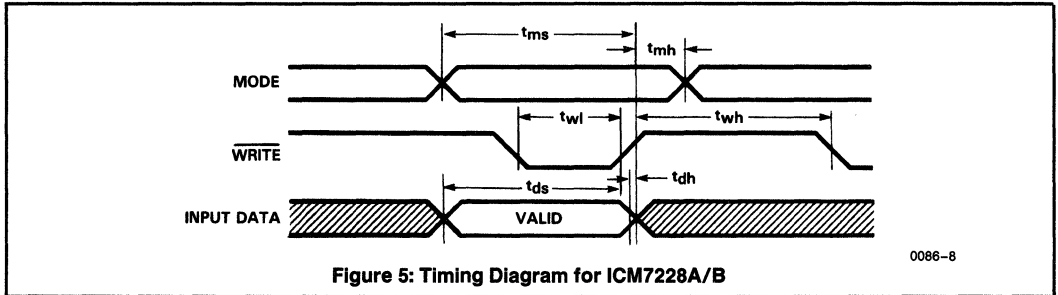 tms
tmh
MODE
twl
twh
WRITE
tds
tdh
INPUT DATA
VALID
0086–8
Figure 5: Timing Diagram for ICM7228A/B